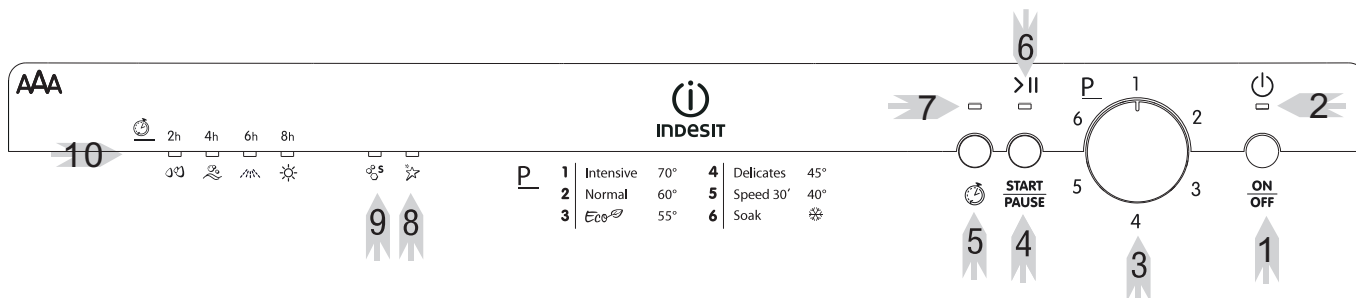 6
AAA
>II
P
1
7
2
6
2
INDESIT
2h 4h 6h 8h
10
S
P
1 Intensive 70° 4 Delicates 45°
2 Normal 60° 5 Speed 30' 40°
3 Eco 55° 6 Soak
START
PAUSE
5
3
4
ON
OFF
9
8
5
4
3
1